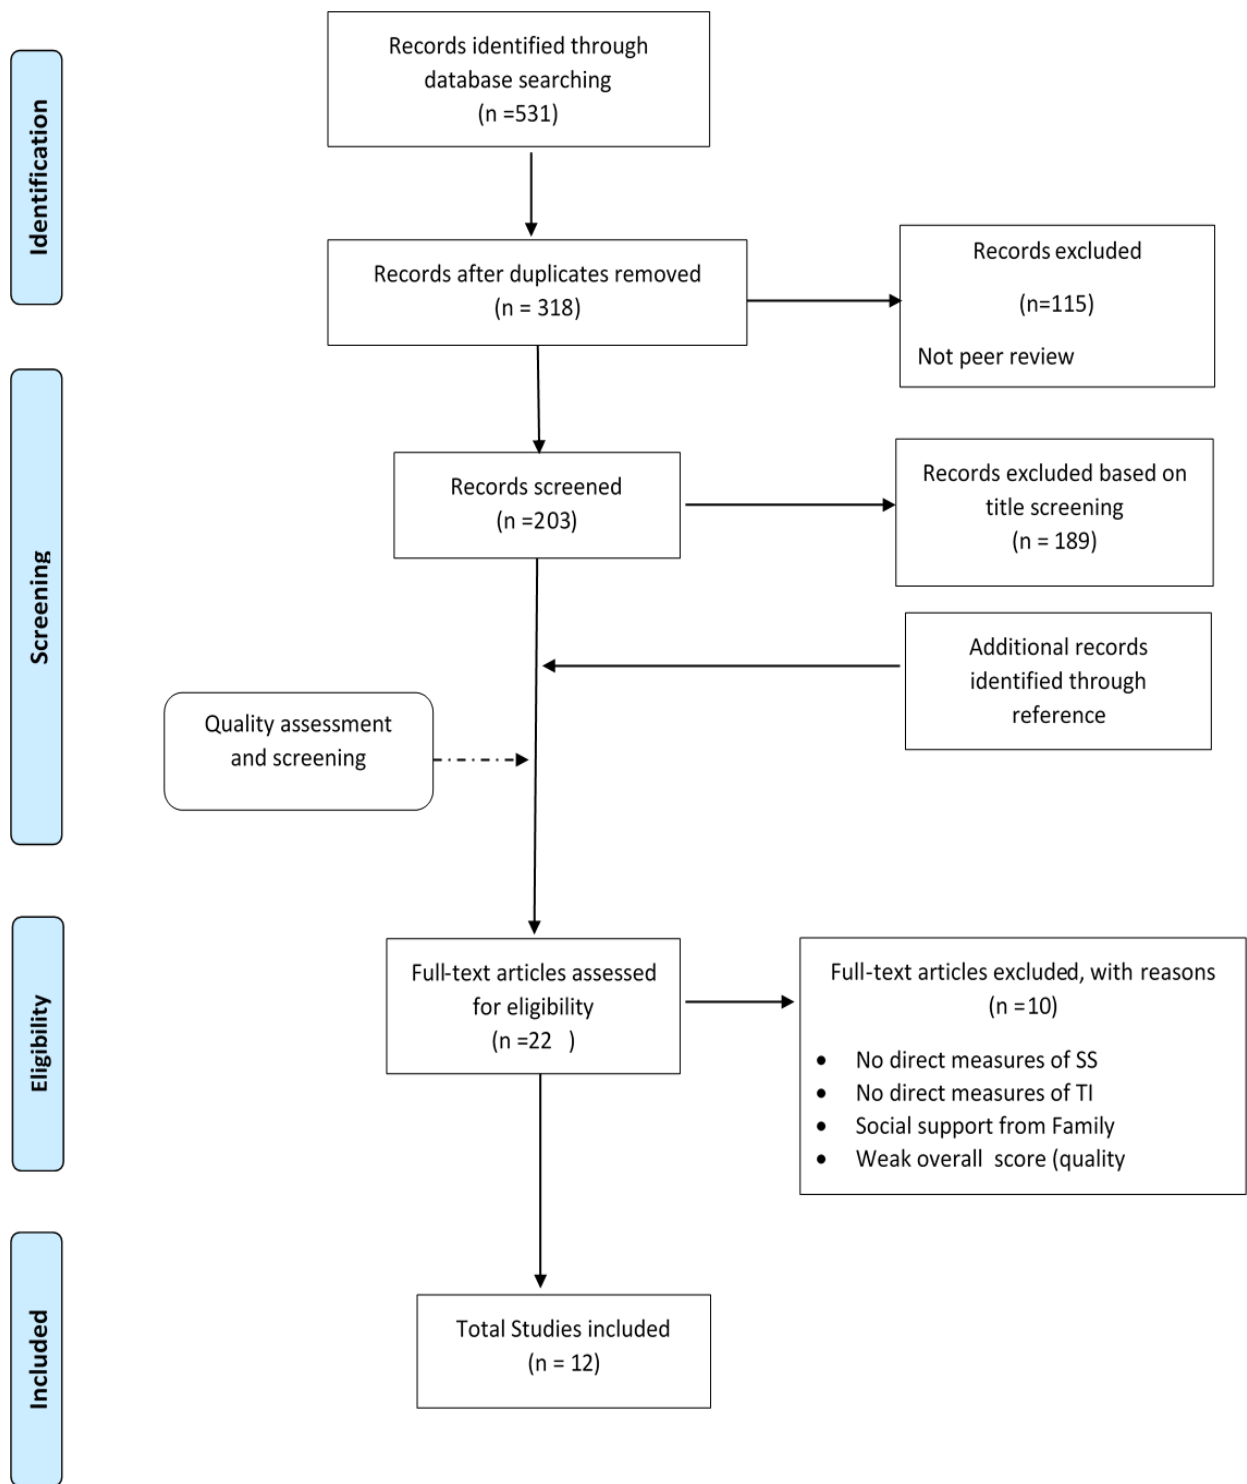 Identification
Records identified through
database searching
(n =531)
Records after duplicates removed
(n = 318)
Records excluded
(n=115)
Not peer review
Screening
Records screened
(n =203)
Records excluded based on
title screening
(n = 189)
Additional records
identified through
reference
Quality assessment
and screening
Eligibility
Full-text articles assessed
for eligibility
(n =22   )
Full-text articles excluded, with reasons
(n =10)
• No direct measures of SS
• No direct measures of TI
• Social support from Family
• Weak overall  score (quality
Included
Total Studies included
(n = 12)